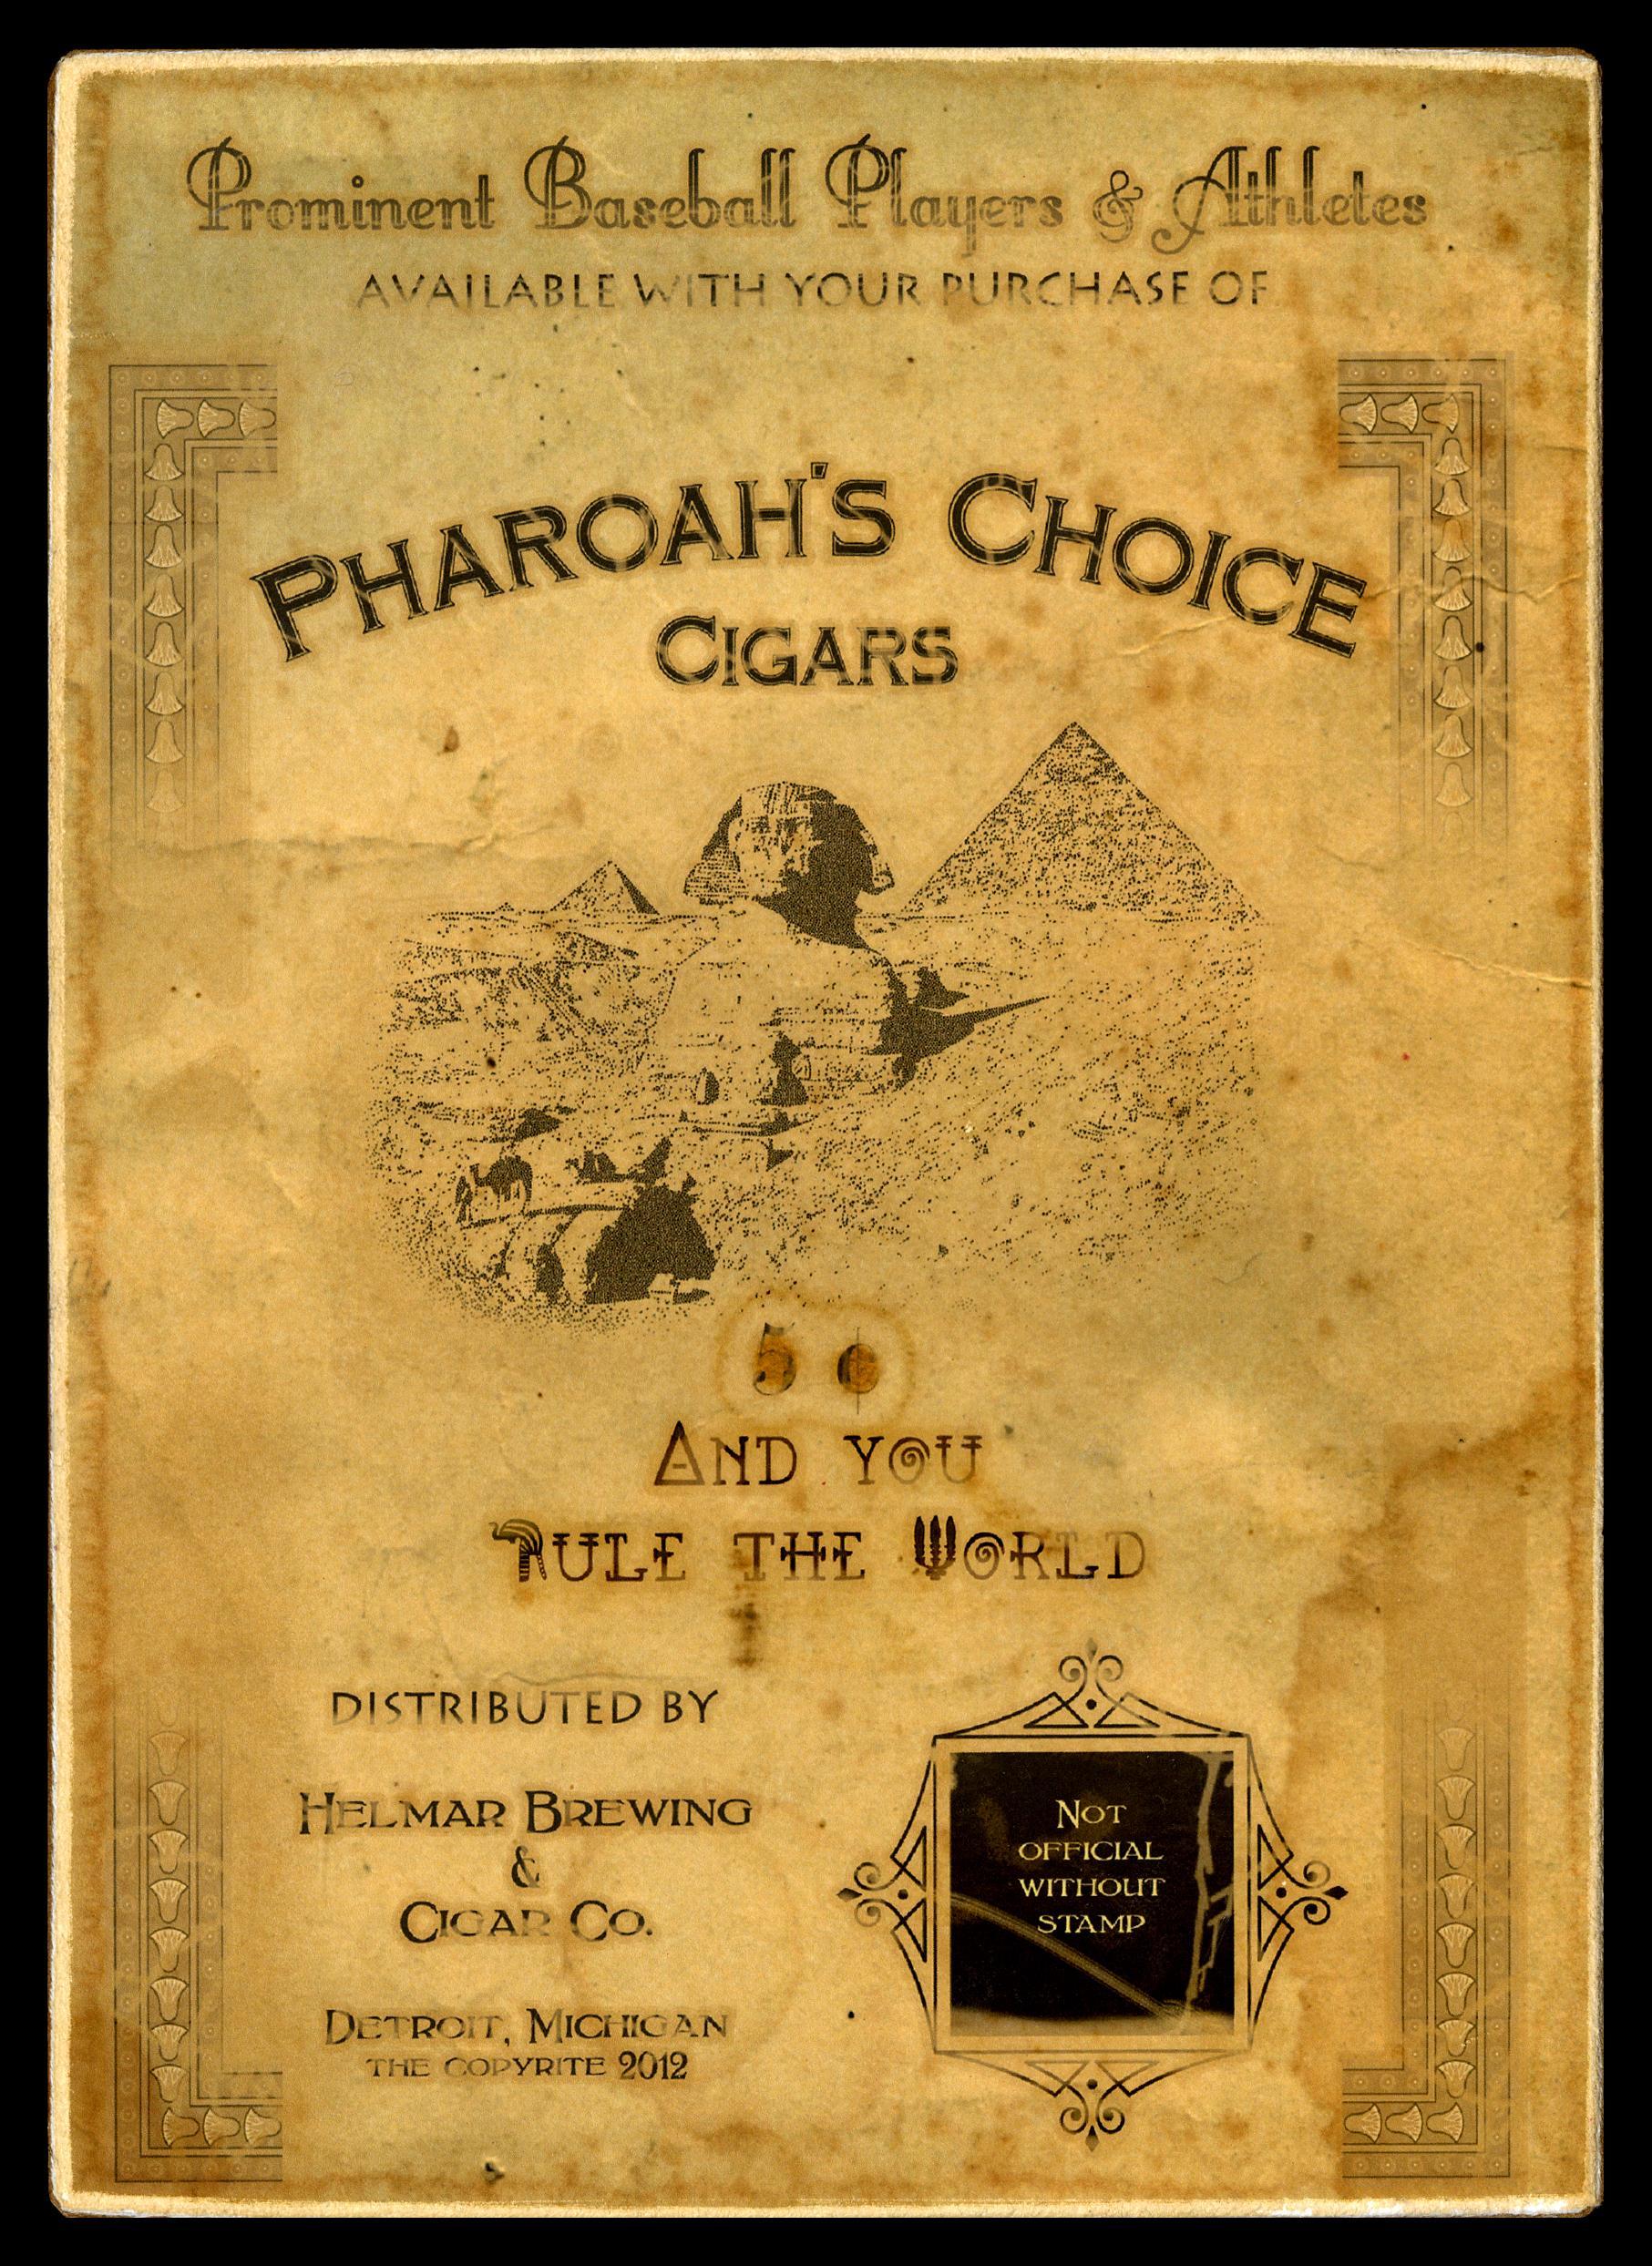 Prominent Baseball Players & Athletes
AVAILABLE WITH YOUR PURCHASE OF
PHAROAH'S CHOICE
CIGARS
5 ¢
AND YOU
RULE THE WORLD
DISTRIBUTED BY
HELMAR BREWING
&
CIGAR CO.
DETROIT, MICHIGAN
THE COPYRITE 2012
NOT
OFFICIAL
WITHOUT
STAMP